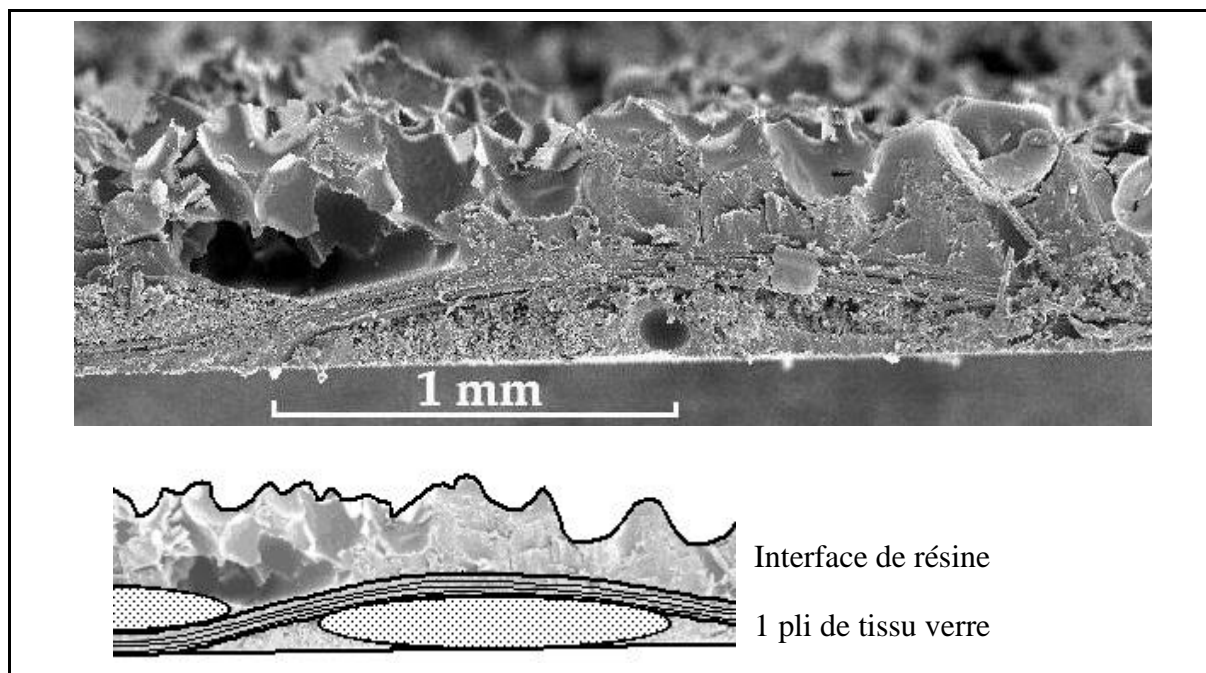 1 mm
Interface de résine
1 pli de tissu verre